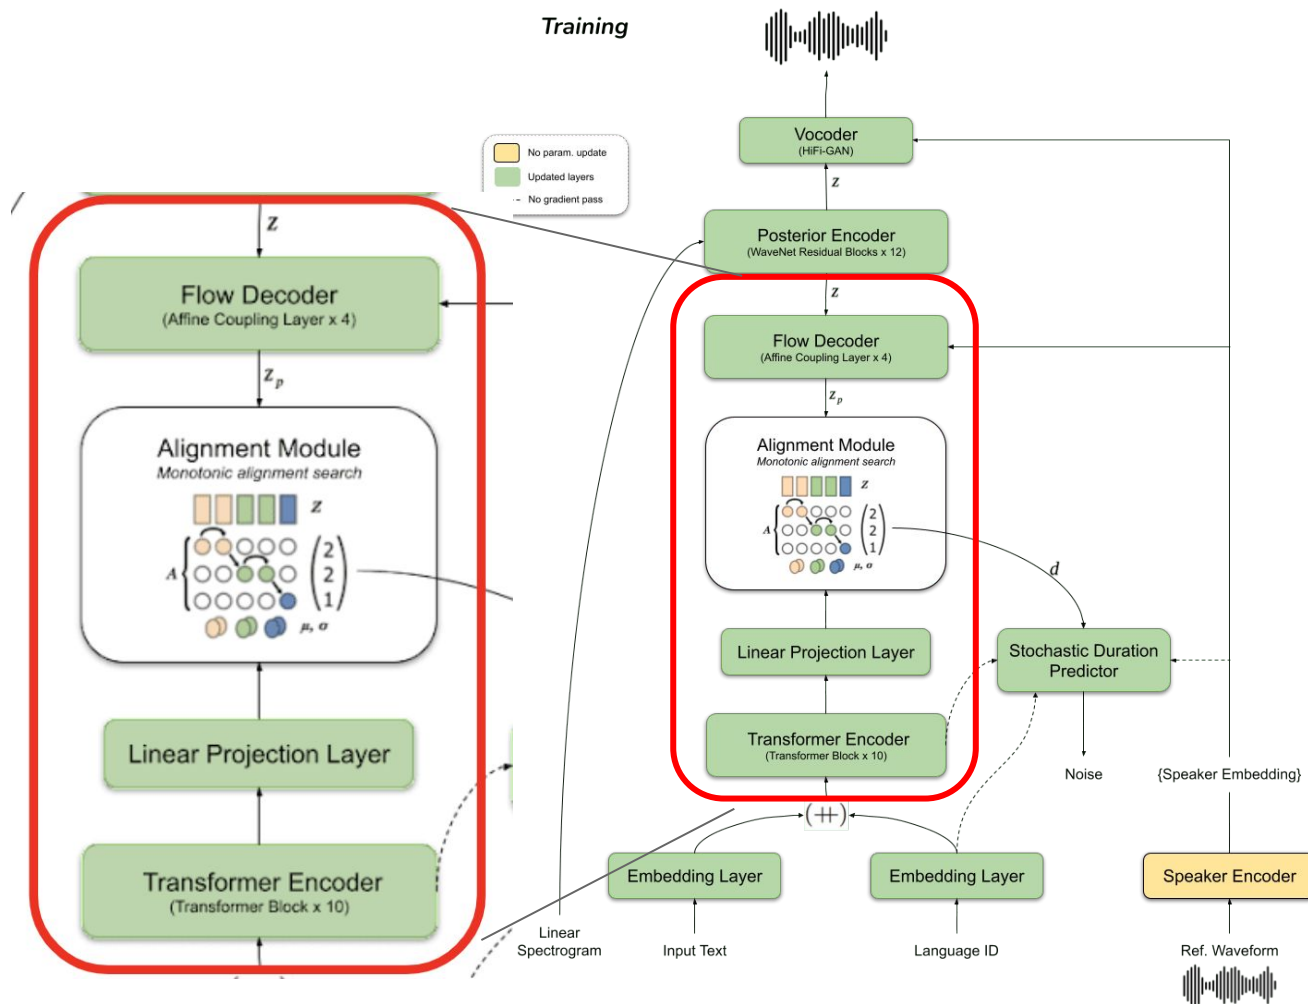 Training
No param. update
Updated layers
No gradient pass
Vocoder
(HiFi-GAN)
z
Posterior Encoder
(WaveNet Residual Blocks x 12)
z
Flow Decoder
(Affine Coupling Layer x 4)
z_p
Alignment Module
Monotonic alignment search
z
A
2
2
1
μ, σ
d
Linear Projection Layer
Stochastic Duration
Predictor
Transformer Encoder
(Transformer Block x 10)
Noise
{Speaker Embedding}
(++)
Embedding Layer
Embedding Layer
Speaker Encoder
Linear
Spectrogram
Input Text
Language ID
Ref. Waveform
z
Flow Decoder
(Affine Coupling Layer x 4)
z_p
Alignment Module
Monotonic alignment search
z
A
2
2
1
μ, σ
Linear Projection Layer
Transformer Encoder
(Transformer Block x 10)